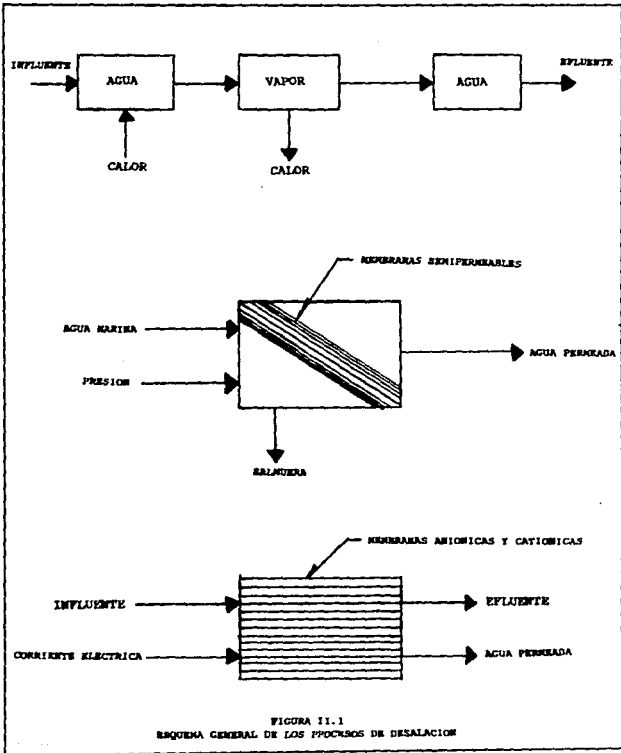 INFLUENTE
EFLUENTE
AGUA
VAPOR
AGUA
CALOR
CALOR
MEMBRANAS SEMIPERMEABLES
AGUA MARINA
AGUA PERMEADA
PRESION
SALMUERA
MEMBRANAS ANIONICAS Y CATIONICAS
INFLUENTE
EFLUENTE
CORRIENTE ELECTRICA
AGUA PERMEADA
FIGURA II.1
ESQUEMA GENERAL DE LOS PROCESOS DE DESALACION